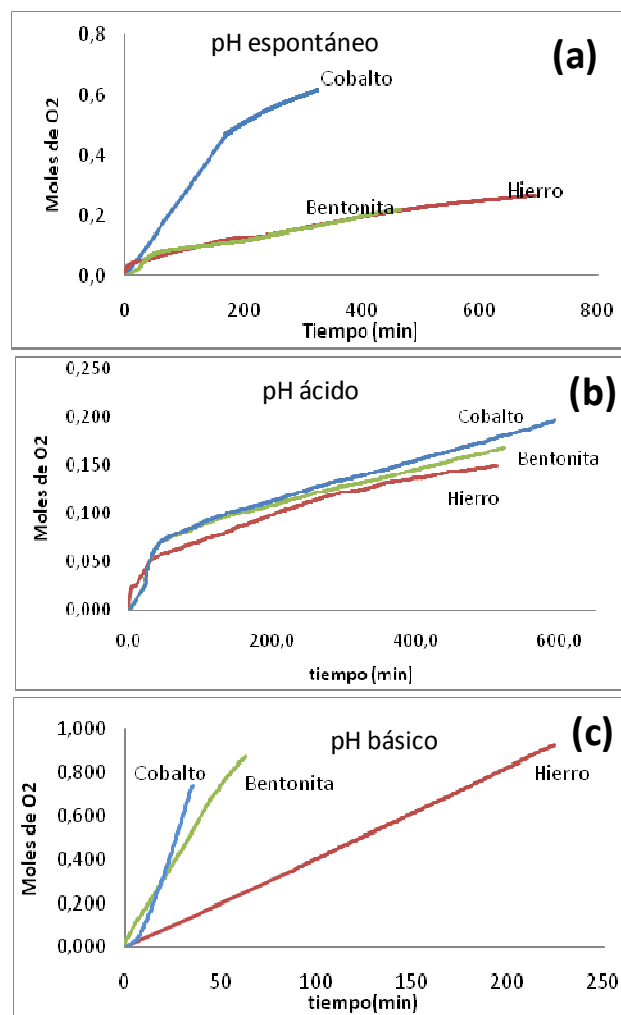 pH espontáneo
(a)
0,8
0,6
0,4
0,2
0,0
Moles de O2
Cobalto
Bentonita
Hierro
0 200 400 600 800
Tiempo (min)
pH ácido
(b)
0,250
0,200
0,150
0,100
0,050
0,000
Moles de O2
Cobalto
Bentonita
Hierro
0,0 200,0 400,0 600,0
tiempo (min)
pH básico
(c)
1,000
0,800
0,600
0,400
0,200
0,000
Moles de O2
Cobalto
Bentonita
Hierro
0 50 100 150 200 250
tiempo(min)